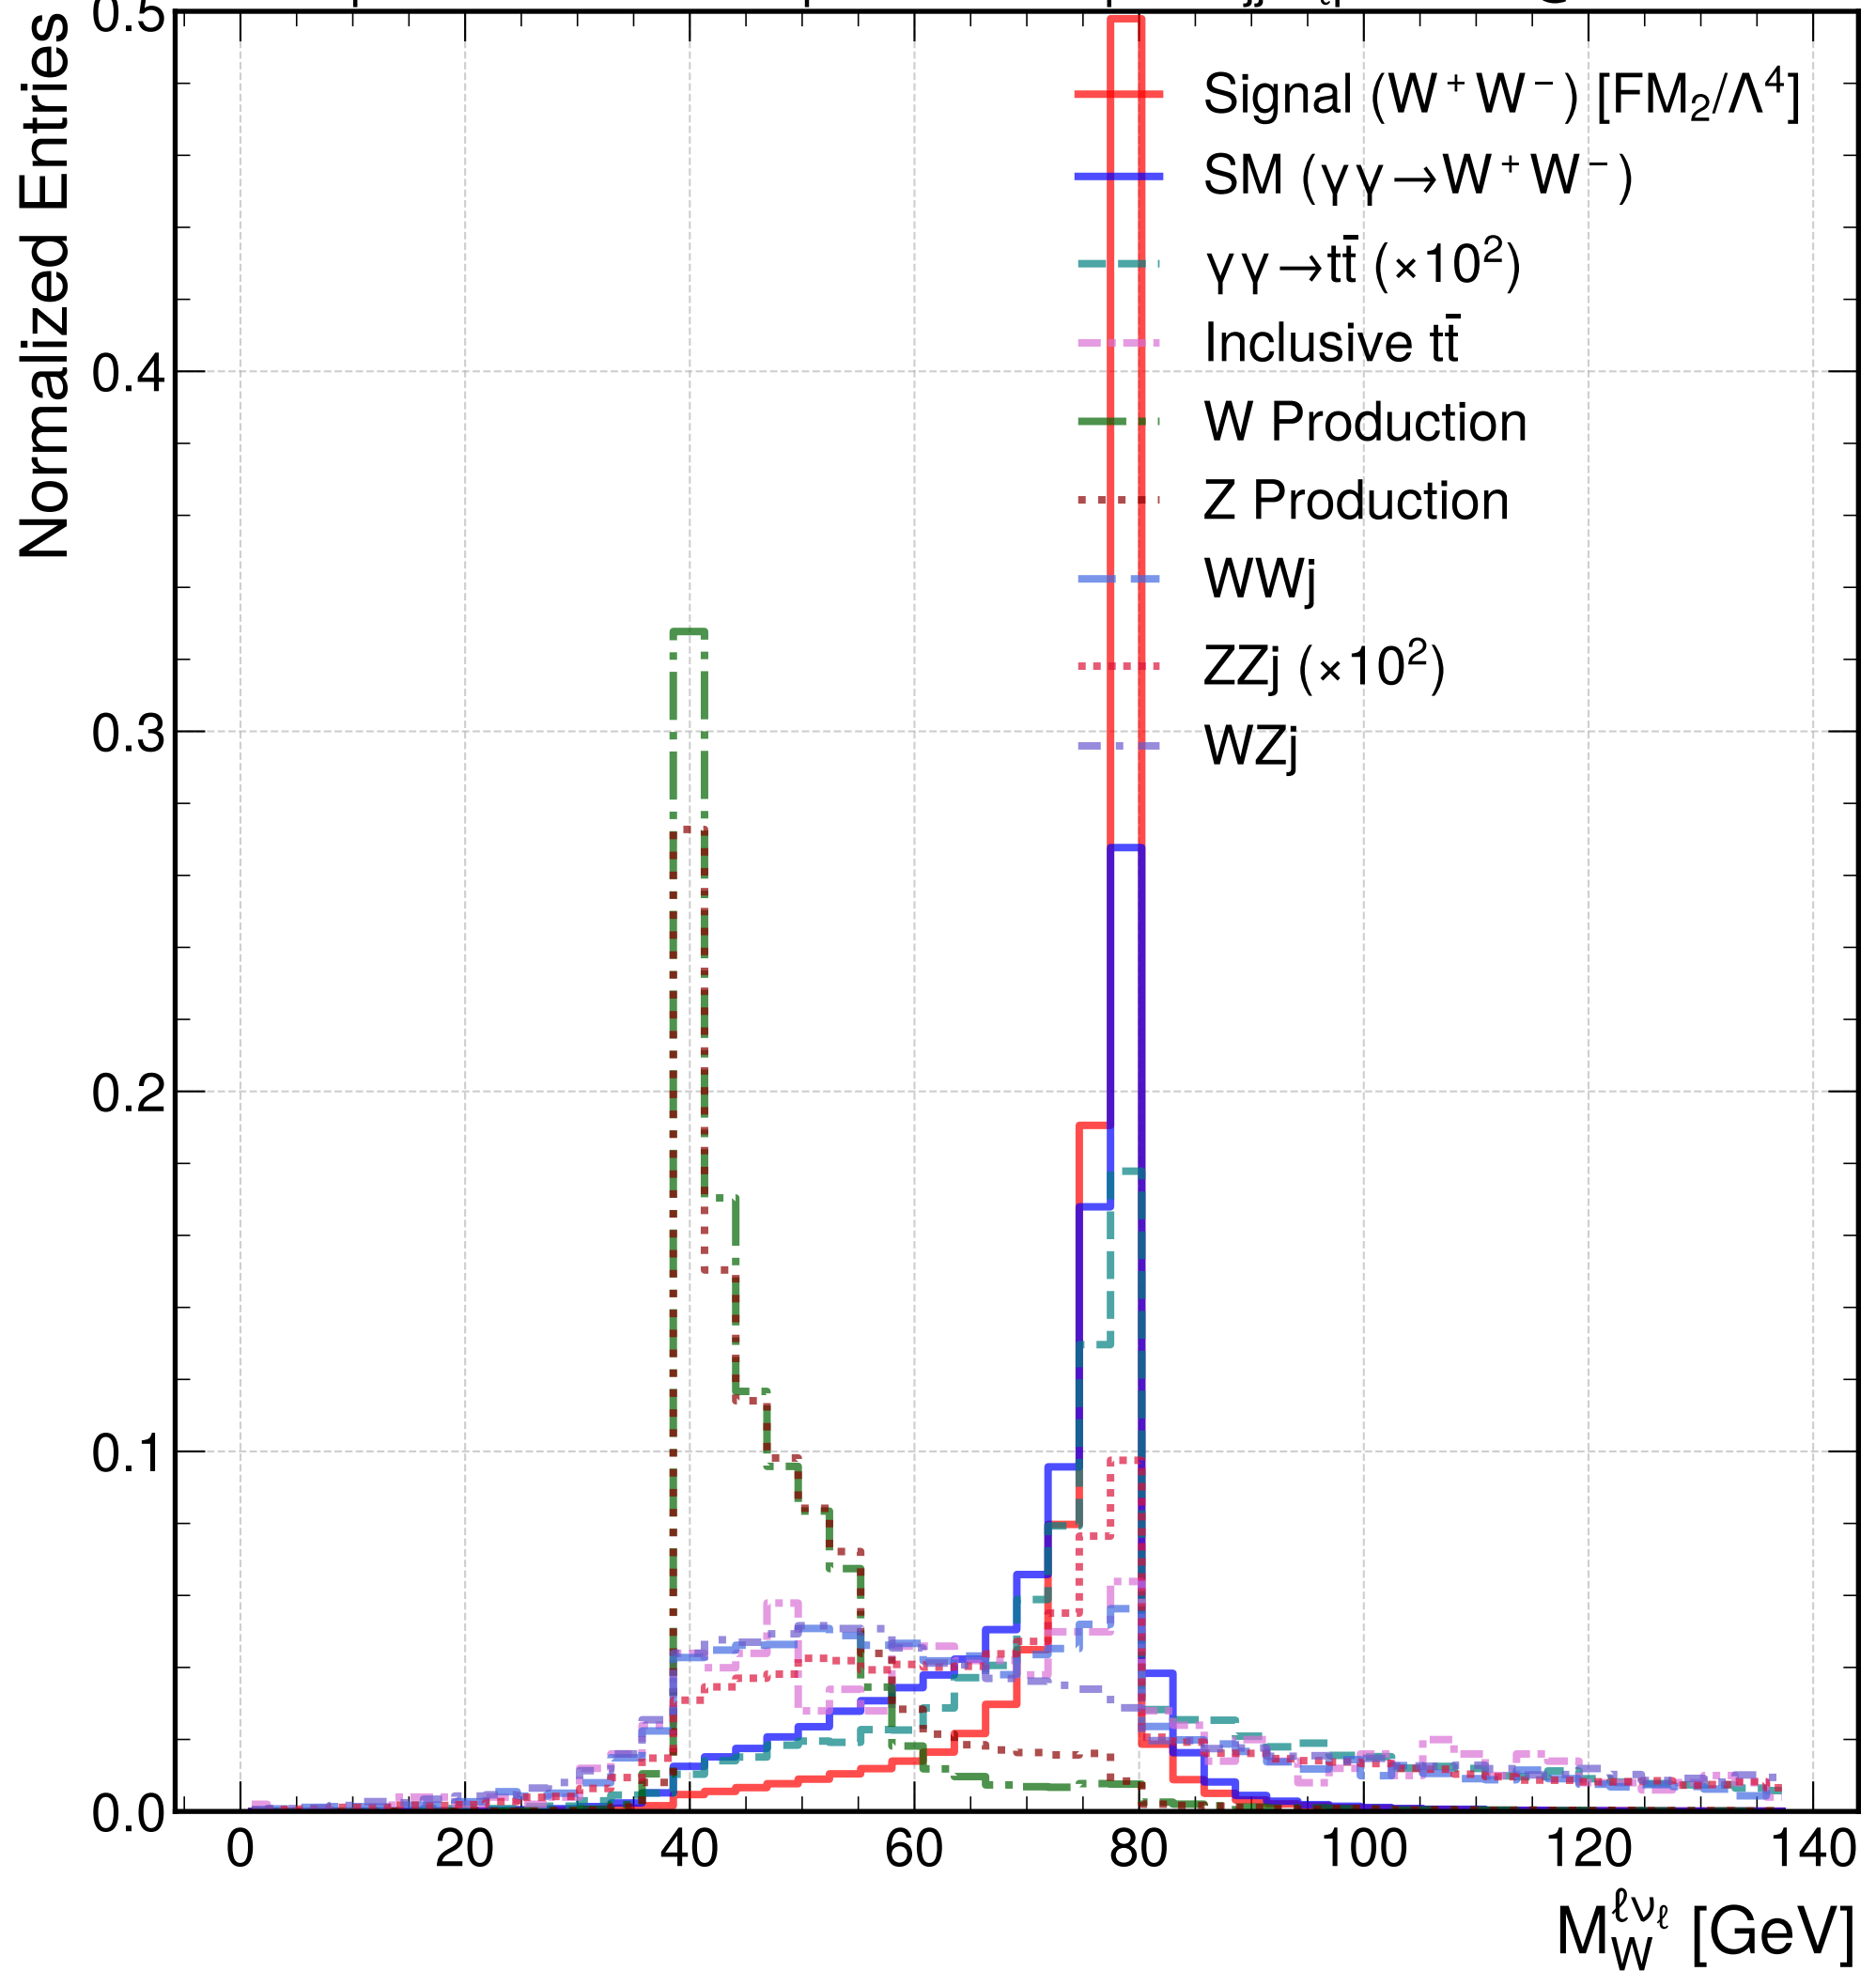 Normalized Entries
0.5
0.4
0.3
0.2
0.1
0.0
Signal (W⁺W⁻) [FM₂/Λ⁴]
SM (γγ→W⁺W⁻)
γγ→tt̄ (×10²)
Inclusive tt̄
W Production
Z Production
WWj
ZZj (×10²)
WZj
0 20 40 60 80 100 120 140
M_W^{ℓν_ℓ} [GeV]